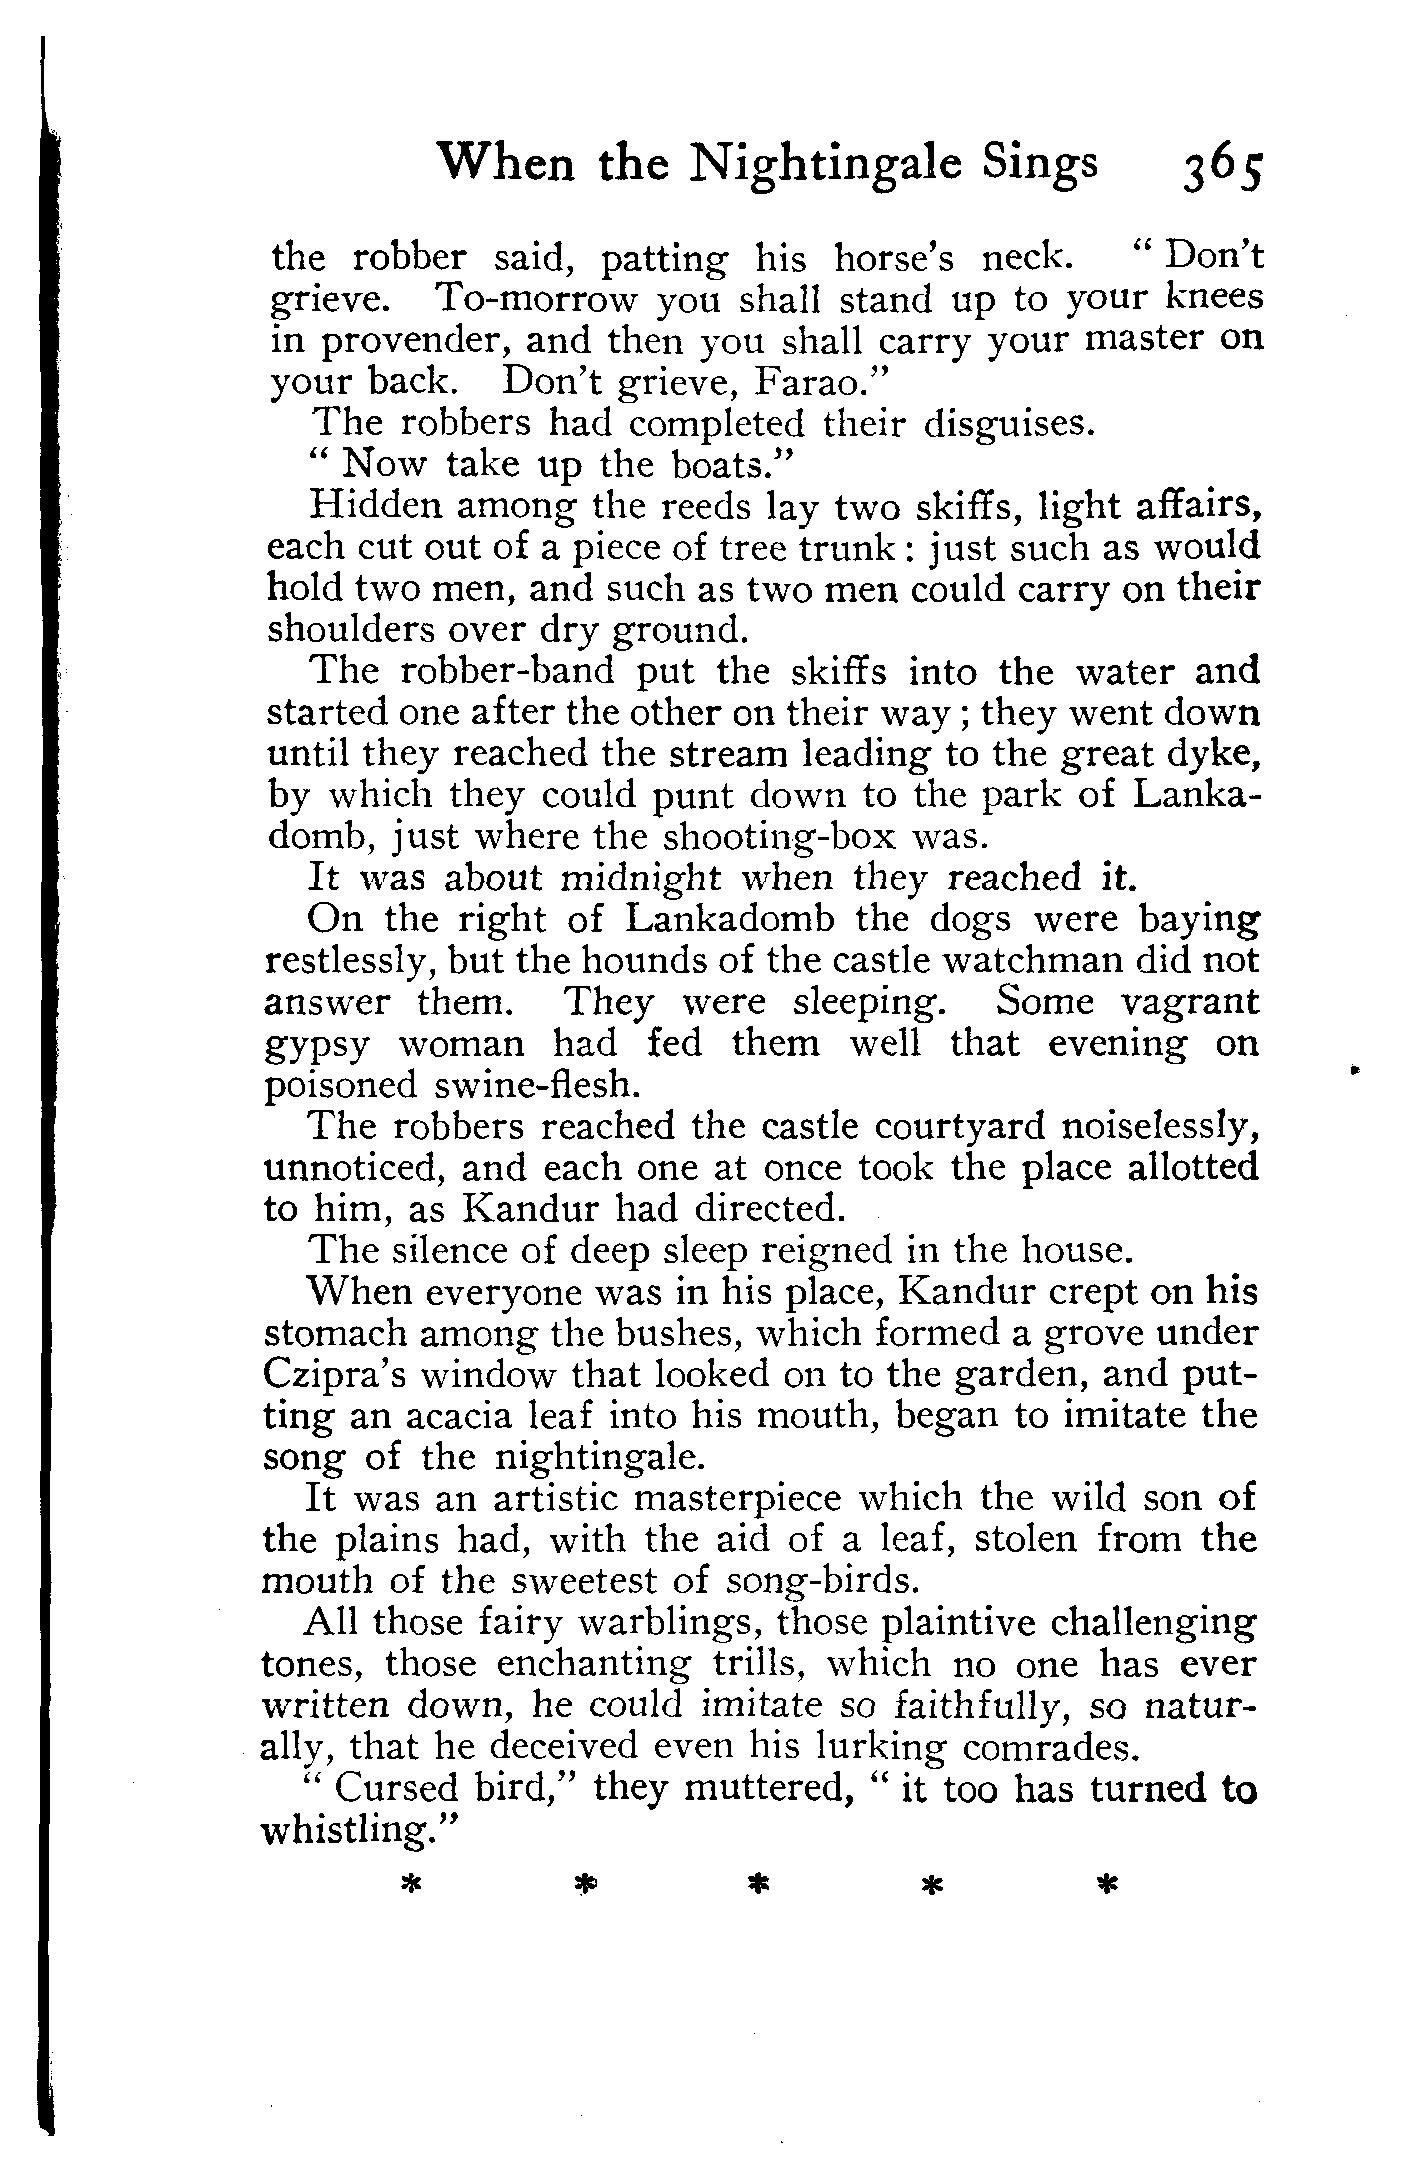 When the Nightingale Sings 365
the robber said, patting his horse's neck. " Don't
grieve. To-morrow you shall stand up to your knees
in provender, and then you shall carry your master on
your back. Don't grieve, Farao."
The robbers had completed their disguises.
" Now take up the boats."
Hidden among the reeds lay two skiffs, light affairs,
each cut out of a piece of tree trunk : just such as would
hold two men, and such as two men could carry on their
shoulders over dry ground.
The robber-band put the skiffs into the water and
started one after the other on their way ; they went down
until they reached the stream leading to the great dyke,
by which they could punt down to the park of Lanka-
domb, just where the shooting-box was.
It was about midnight when they reached it.
On the right of Lankadomb the dogs were baying
restlessly, but the hounds of the castle watchman did not
answer them. They were sleeping. Some vagrant
gypsy woman had fed them well that evening on
poisoned swine-flesh.
The robbers reached the castle courtyard noiselessly,
unnoticed, and each one at once took the place allotted
to him, as Kandur had directed.
The silence of deep sleep reigned in the house.
When everyone was in his place, Kandur crept on his
stomach among the bushes, which formed a grove under
Czipra's window that looked on to the garden, and put-
ting an acacia leaf into his mouth, began to imitate the
song of the nightingale.
It was an artistic masterpiece which the wild son of
the plains had, with the aid of a leaf, stolen from the
mouth of the sweetest of song-birds.
All those fairy warblings, those plaintive challenging
tones, those enchanting trills, which no one has ever
written down, he could imitate so faithfully, so natur-
ally, that he deceived even his lurking comrades.
" Cursed bird," they muttered, " it too has turned to
whistling."
* * * * *